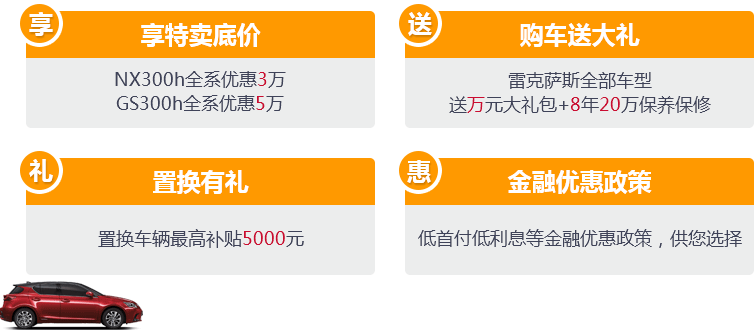 享
享特卖底价
NX300h全系优惠3万
GS300h全系优惠5万
送
购车送大礼
雷克萨斯全部车型
送万元大礼包+8年20万保养保修
礼
置换有礼
置换车辆最高补贴5000元
惠
金融优惠政策
低首付低利息等金融优惠政策，供您选择